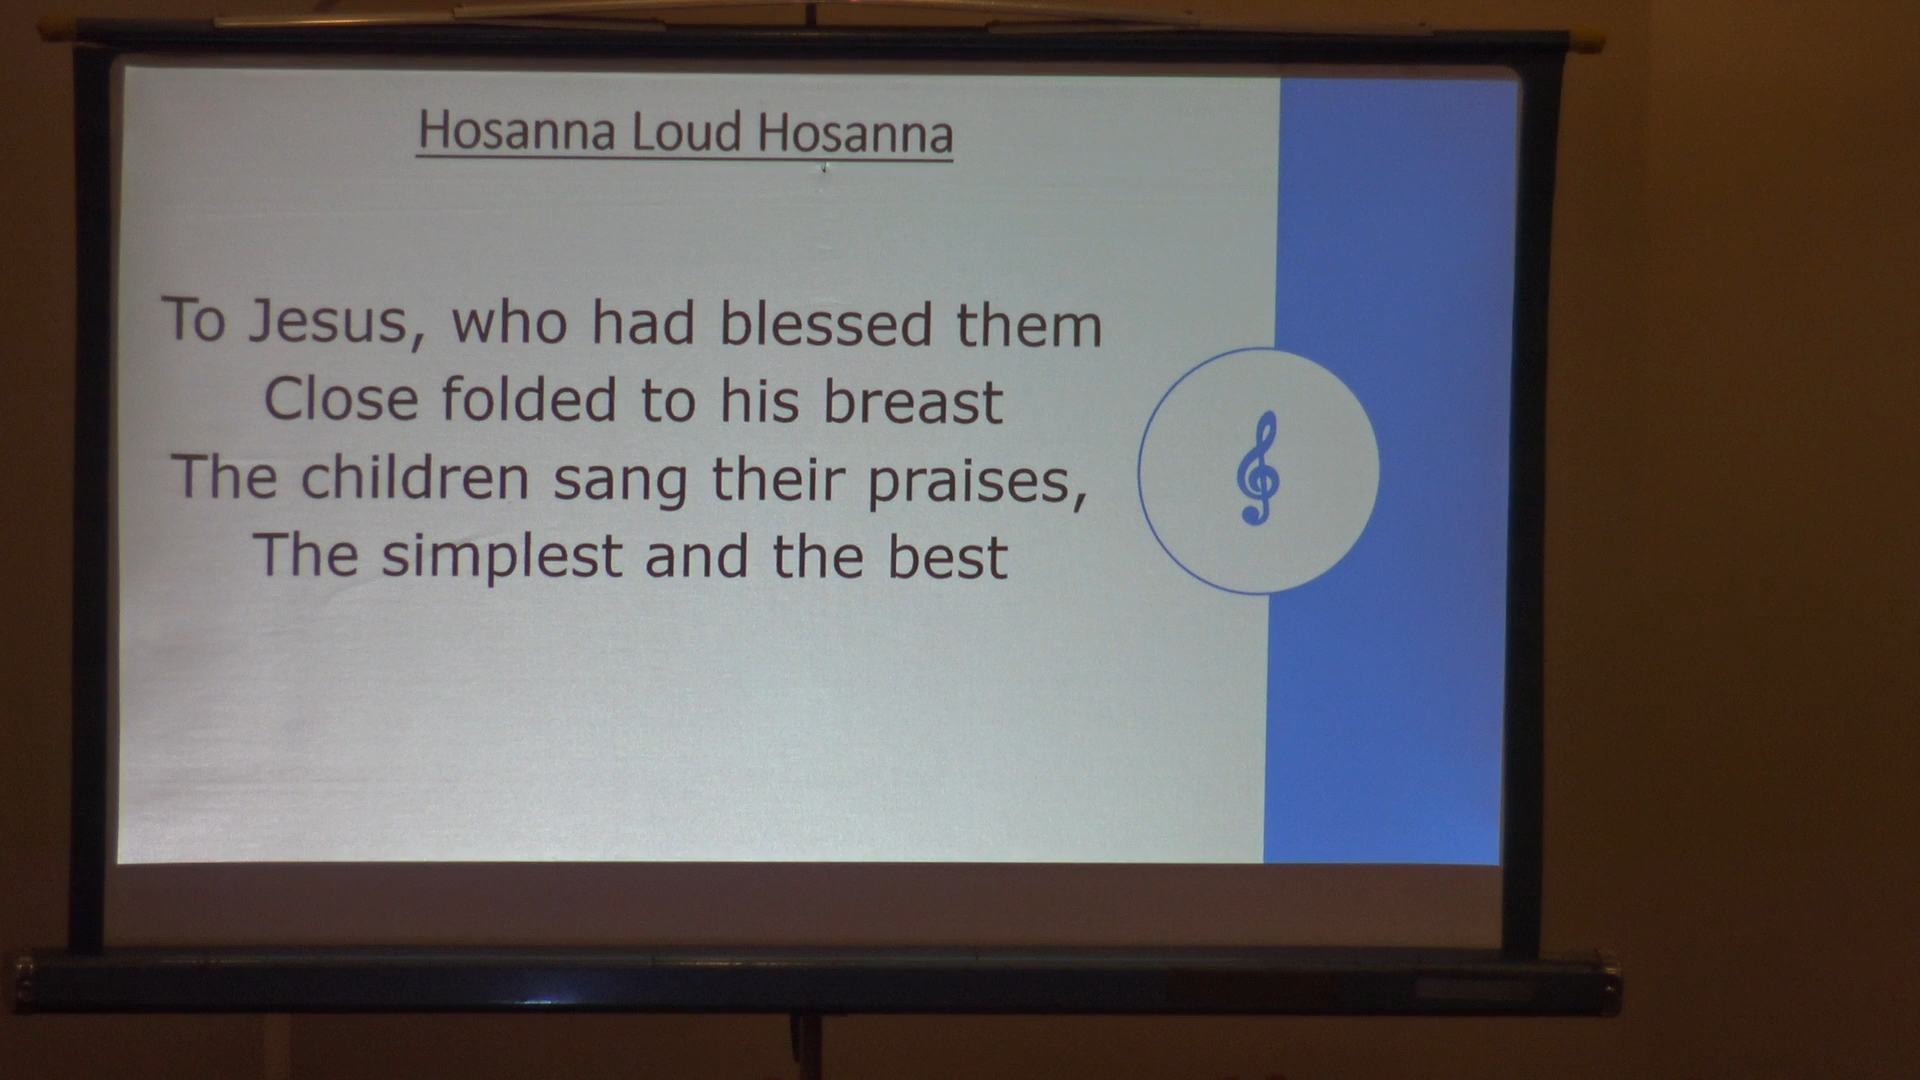 Hosanna Loud Hosanna
To Jesus, who had blessed them
Close folded to his breast
The children sang their praises,
The simplest and the best